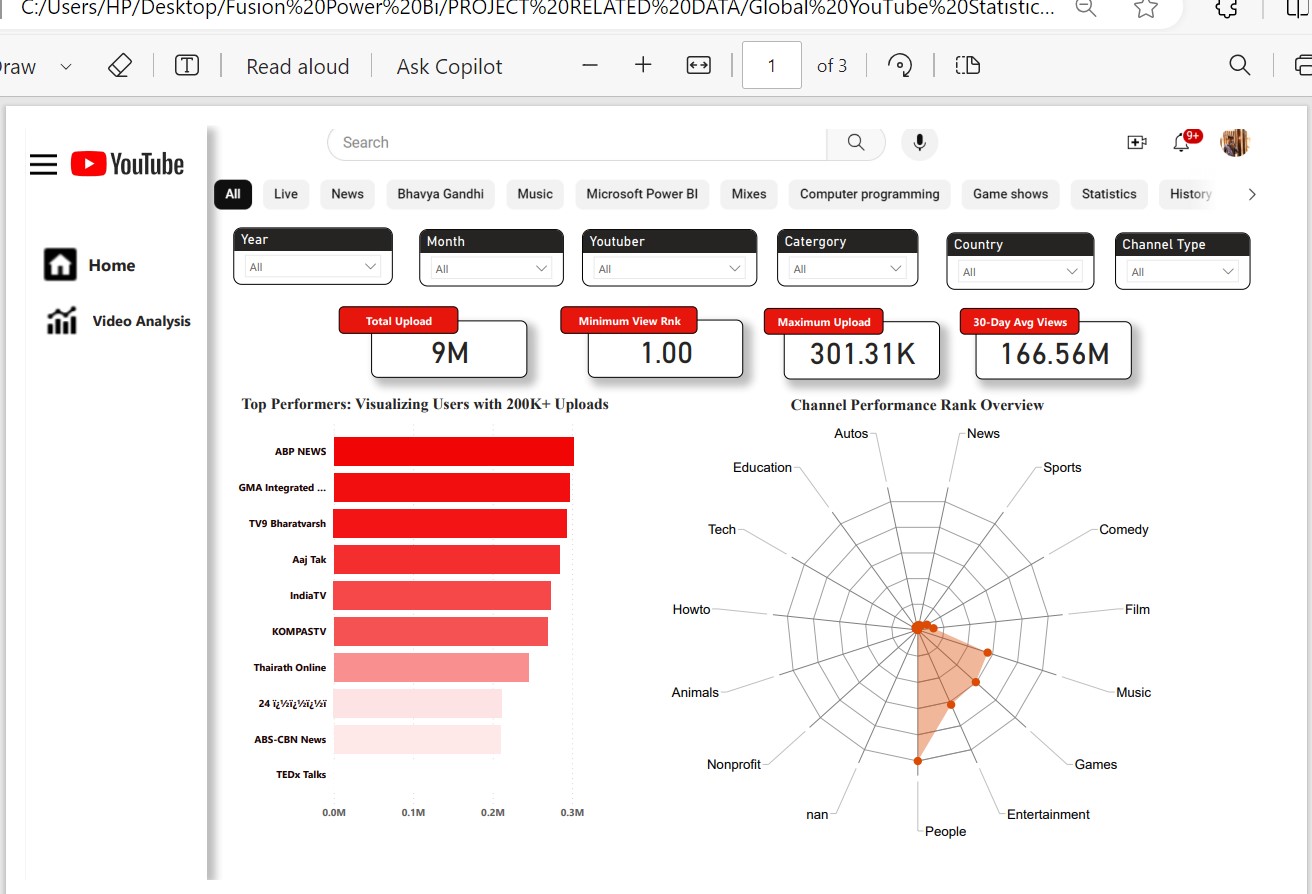 C:/Users/HP/Desktop/Fusion%20Power%20Bi/PROJECT%20RELATED%20DATA/Global%20YouTube%20Statistic...
raw
T
Read aloud
Ask Copilot
1
of 3
YouTube
Search
9+
All
Live
News
Bhavya Gandhi
Music
Microsoft Power BI
Mixes
Computer programming
Game shows
Statistics
History
Home
Video Analysis
Year
All
Month
All
Youtuber
All
Catergory
All
Country
All
Channel Type
All
Total Upload
9M
Minimum View Rnk
1.00
Maximum Upload
301.31K
30-Day Avg Views
166.56M
Top Performers: Visualizing Users with 200K+ Uploads
ABP NEWS
GMA Integrated ...
TV9 Bharatvarsh
Aaj Tak
IndiaTV
KOMPASTV
Thairath Online
24 ï¿½ï¿½ï¿½ï
ABS-CBN News
TEDx Talks
0.0M
0.1M
0.2M
0.3M
Channel Performance Rank Overview
Autos
News
Education
Sports
Tech
Comedy
Howto
Film
Animals
Music
Nonprofit
Games
nan
Entertainment
People